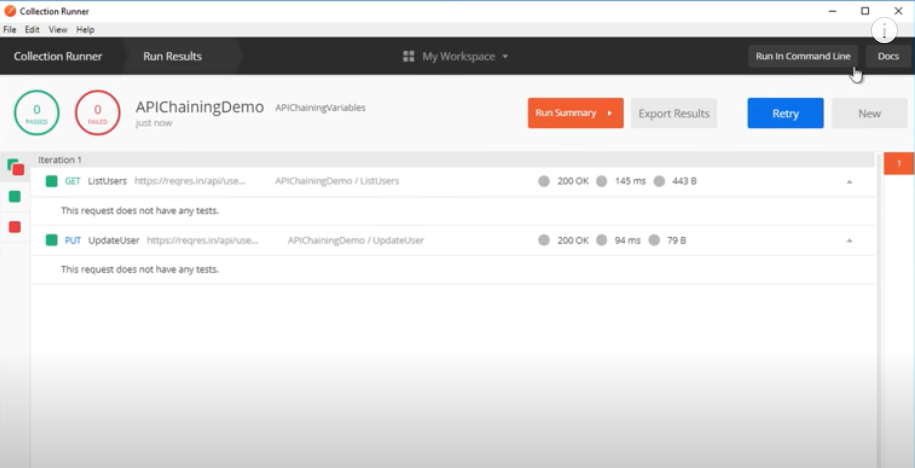 Collection Runner
File Edit View Help
Collection Runner Run Results My Workspace Run In Command Line Docs
0 PASSED 0 FAILED APIChainingDemo APIChainingVariables
just now
Run Summary Export Results Retry New
Iteration 1
1
GET ListUsers https://reqres.in/api/use... APIChainingDemo / ListUsers 200 OK 145 ms 443 B
This request does not have any tests.
PUT UpdateUser https://reqres.in/api/use... APIChainingDemo / UpdateUser 200 OK 94 ms 79 B
This request does not have any tests.